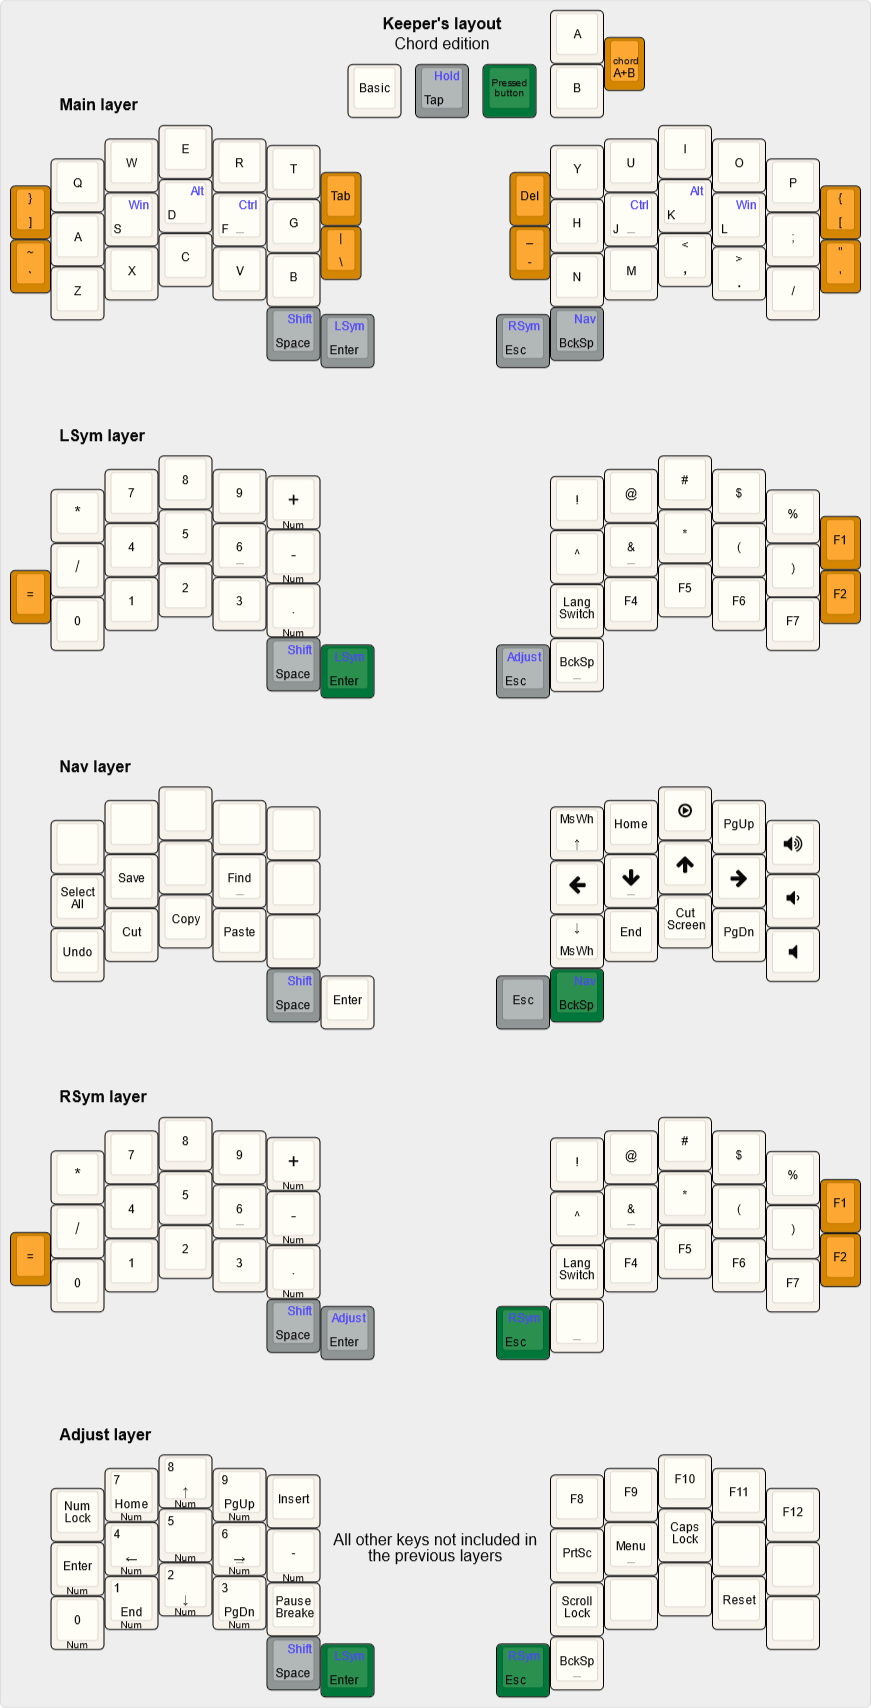 Keeper's layout
Chord edition
Basic
Hold
Tap
Pressed
button
A
B
chord
A+B
Main layer
Q W E R T
Y U I O P
} ]
A
Win S
Alt D
Ctrl F _
G
Tab
Del
H
Ctrl J _
Alt K
Win L
;
{ [
~ `
Z X C V B
| \
_ -
N M
< ,
> .
/
" '
Shift Space
LSym Enter
RSym Esc
Nav BckSp
LSym layer
* 7 8 9 + Num
! @ # $ %
/ 4 5 6 _ - Num
^ & _ * ( )
F1
=
0 1 2 3 . Num
Lang
Switch
F4 F5 F6 F7
F2
Shift Space
LSym Enter
Adjust Esc
BckSp _
Nav layer
MsWh ↑
Home
PgUp
Select
All
Save
Find _
← ↓ _ ↑ →
Undo
Cut
Copy
Paste
↓ MsWh
End
Cut
Screen
PgDn
Shift Space
Enter
Esc
Nav BckSp
RSym layer
* 7 8 9 + Num
! @ # $ %
/ 4 5 6 _ - Num
^ & _ * ( )
F1
=
0 1 2 3 . Num
Lang
Switch
F4 F5 F6 F7
F2
Shift Space
Adjust Enter
RSym Esc
_
Adjust layer
Num
Lock
7 Home Num
8 ↑ Num
9 PgUp Num
Insert
F8 F9 F10 F11 F12
Enter Num
4 ← Num
5 Num
6 → Num
- Num
All other keys not included in
the previous layers
PrtSc
Menu _
Caps
Lock
0 Num
1 End Num
2 ↓ Num
3 PgDn Num
Pause
Breake
Scroll
Lock
Reset
Shift Space
LSym Enter
RSym Esc
BckSp _